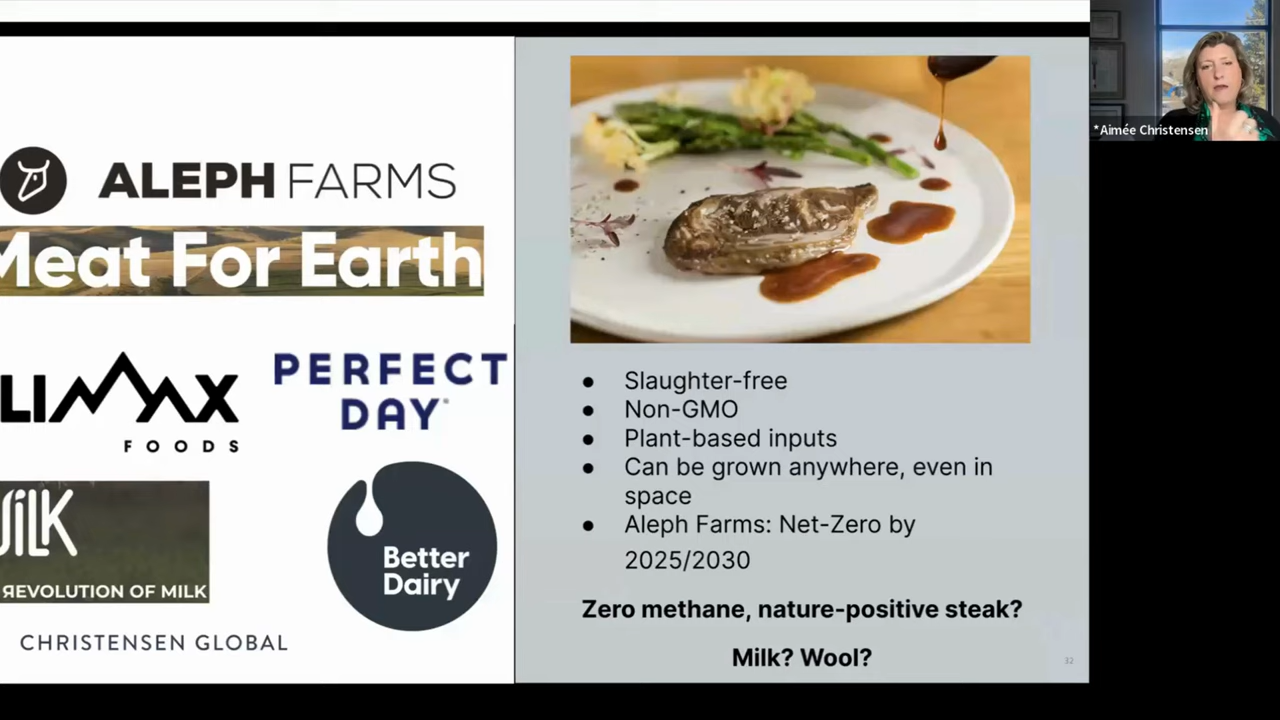 ALEPH FARMS
Meat For Earth
LIMAX
FOODS
PERFECT
DAY
ЯEVOLUTION OF MILK
Better
Dairy
CHRISTENSEN GLOBAL
● Slaughter-free
● Non-GMO
● Plant-based inputs
● Can be grown anywhere, even in
space
● Aleph Farms: Net-Zero by
2025/2030
Zero methane, nature-positive steak?
Milk? Wool?
32
*Aimée Christensen